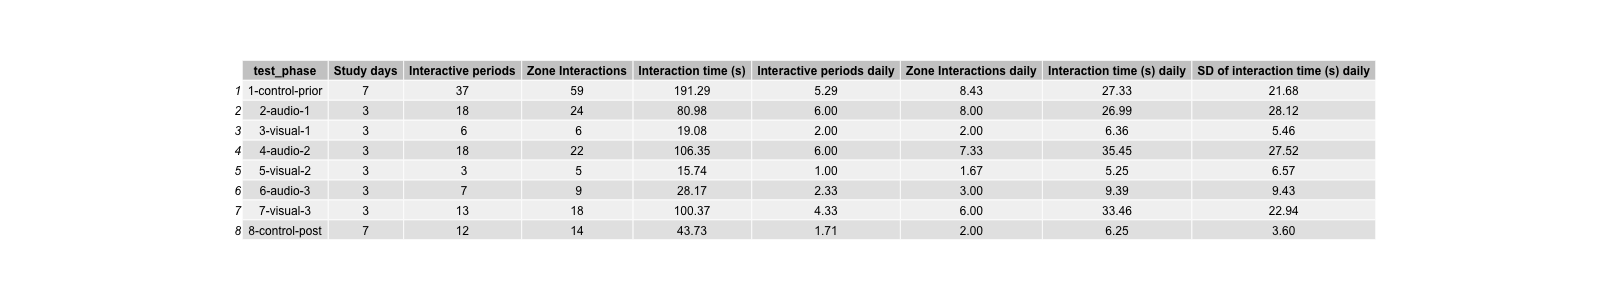 test_phase Study days Interactive periods Zone Interactions Interaction time (s) Interactive periods daily Zone Interactions daily Interaction time (s) daily SD of interaction time (s) daily
1 1-control-prior 7 37 59 191.29 5.29 8.43 27.33 21.68
2 2-audio-1 3 18 24 80.98 6.00 8.00 26.99 28.12
3 3-visual-1 3 6 6 19.08 2.00 2.00 6.36 5.46
4 4-audio-2 3 18 22 106.35 6.00 7.33 35.45 27.52
5 5-visual-2 3 3 5 15.74 1.00 1.67 5.25 6.57
6 6-audio-3 3 7 9 28.17 2.33 3.00 9.39 9.43
7 7-visual-3 3 13 18 100.37 4.33 6.00 33.46 22.94
8 8-control-post 7 12 14 43.73 1.71 2.00 6.25 3.60